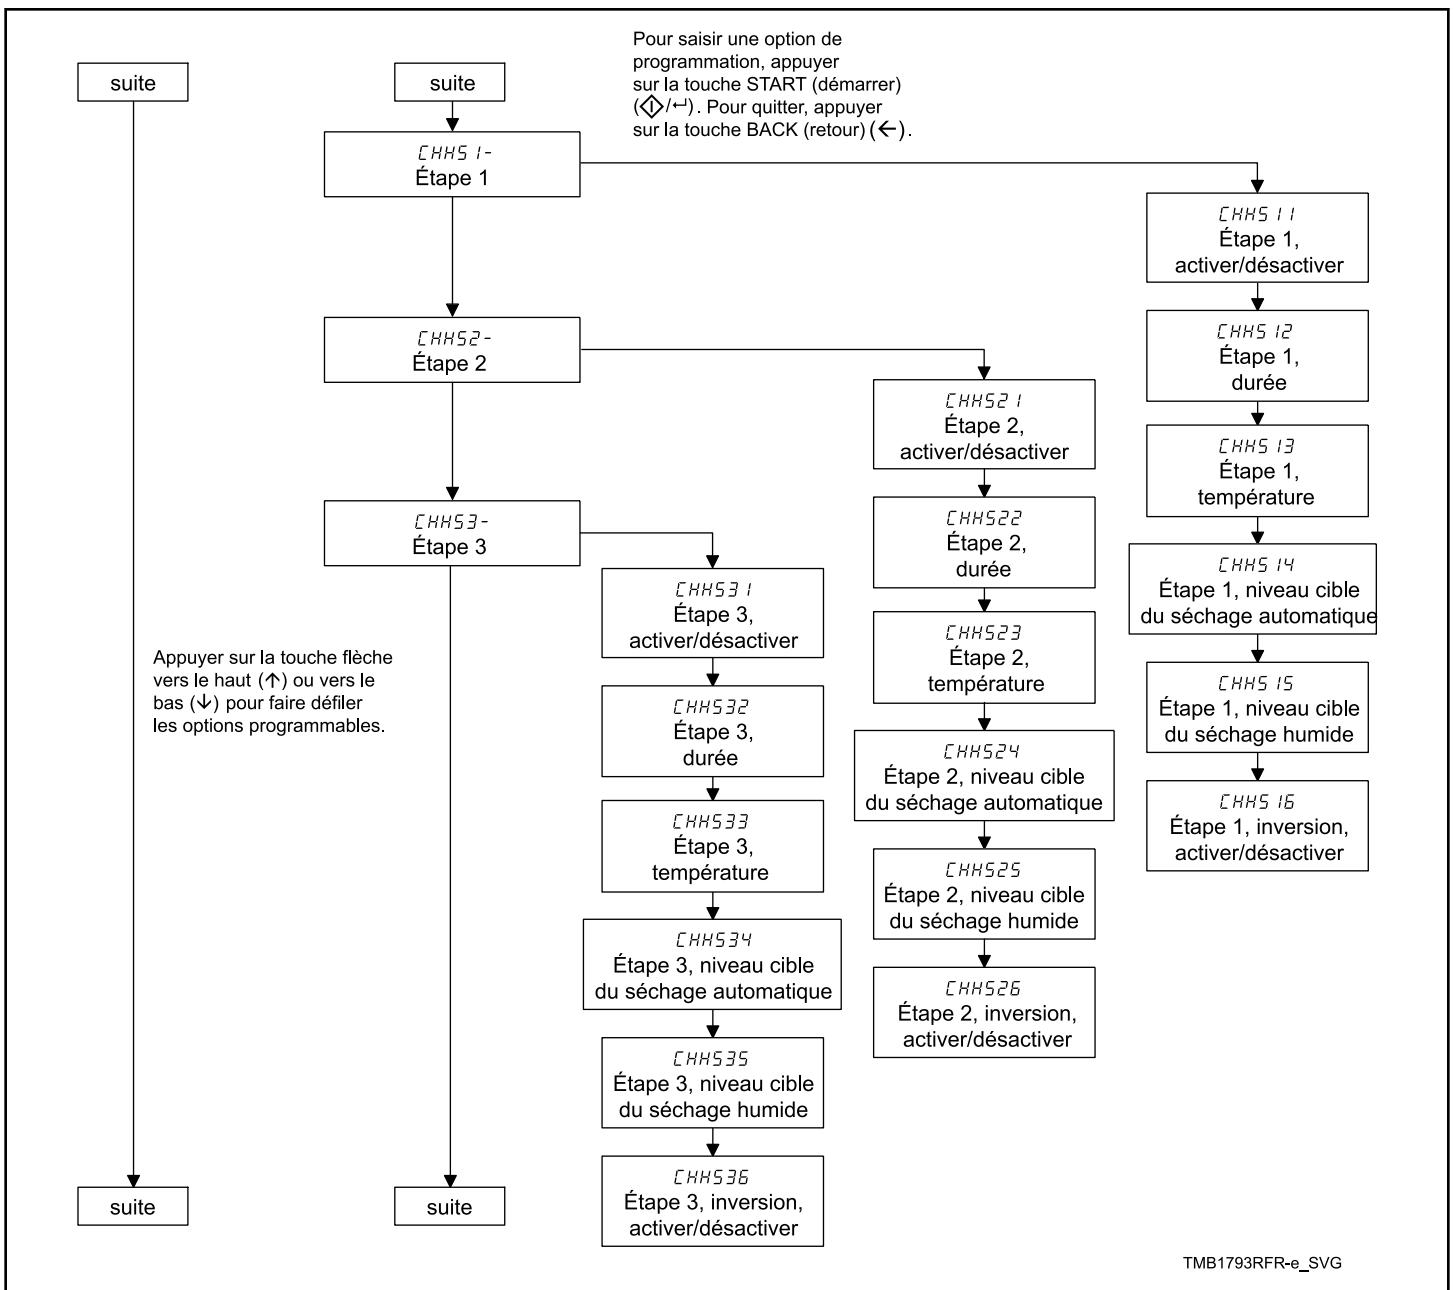 suite
suite
Pour saisir une option de
programmation, appuyer
sur la touche START (démarrer)
(/↵). Pour quitter, appuyer
sur la touche BACK (retour) (←).
CHHS1-
Étape 1
CHHS11
Étape 1,
activer/désactiver
CHHS12
Étape 1,
durée
CHHS13
Étape 1,
température
CHHS14
Étape 1, niveau cible
du séchage automatique
CHHS15
Étape 1, niveau cible
du séchage humide
CHHS16
Étape 1, inversion,
activer/désactiver
CHHS2-
Étape 2
CHHS21
Étape 2,
activer/désactiver
CHHS22
Étape 2,
durée
CHHS23
Étape 2,
température
CHHS24
Étape 2, niveau cible
du séchage automatique
CHHS25
Étape 2, niveau cible
du séchage humide
CHHS26
Étape 2, inversion,
activer/désactiver
CHHS3-
Étape 3
CHHS31
Étape 3,
activer/désactiver
CHHS32
Étape 3,
durée
CHHS33
Étape 3,
température
CHHS34
Étape 3, niveau cible
du séchage automatique
CHHS35
Étape 3, niveau cible
du séchage humide
CHHS36
Étape 3, inversion,
activer/désactiver
Appuyer sur la touche flèche
vers le haut (↑) ou vers le
bas (↓) pour faire défiler
les options programmables.
suite
suite
TMB1793RFR-e_SVG